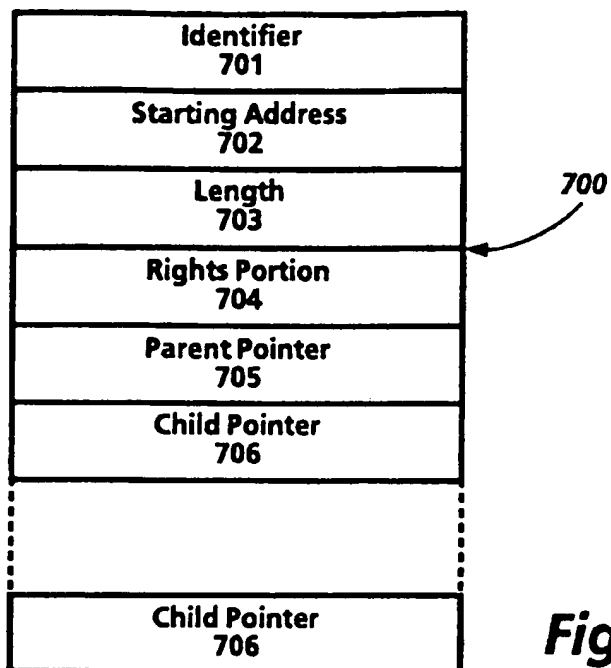 Identifier
701
Starting Address
702
Length
703
700
Rights Portion
704
Parent Pointer
705
Child Pointer
706
Child Pointer
706
Fig